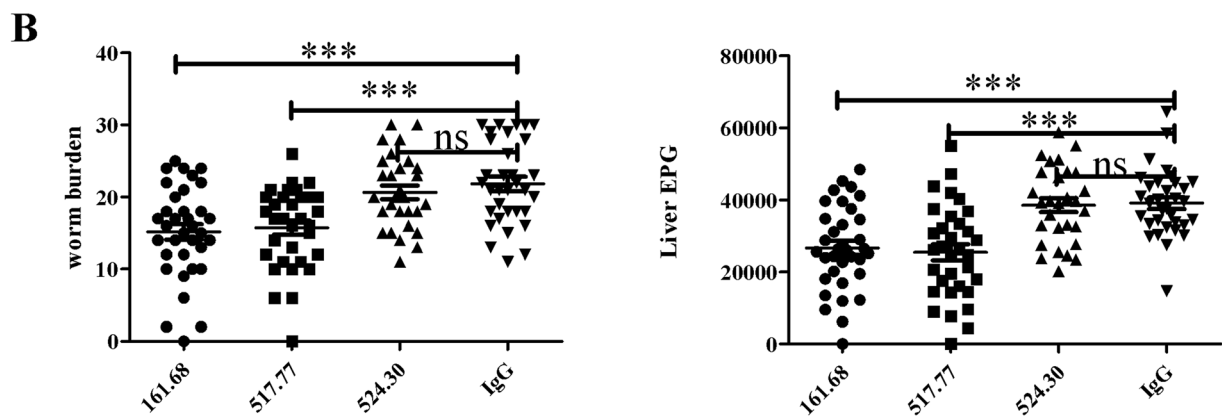 B
worm burden
40
30
20
10
0
***
***
ns
161.68
517.77
524.30
IgG
Liver EPG
80000
60000
40000
20000
0
***
***
ns
161.68
517.77
524.30
IgG